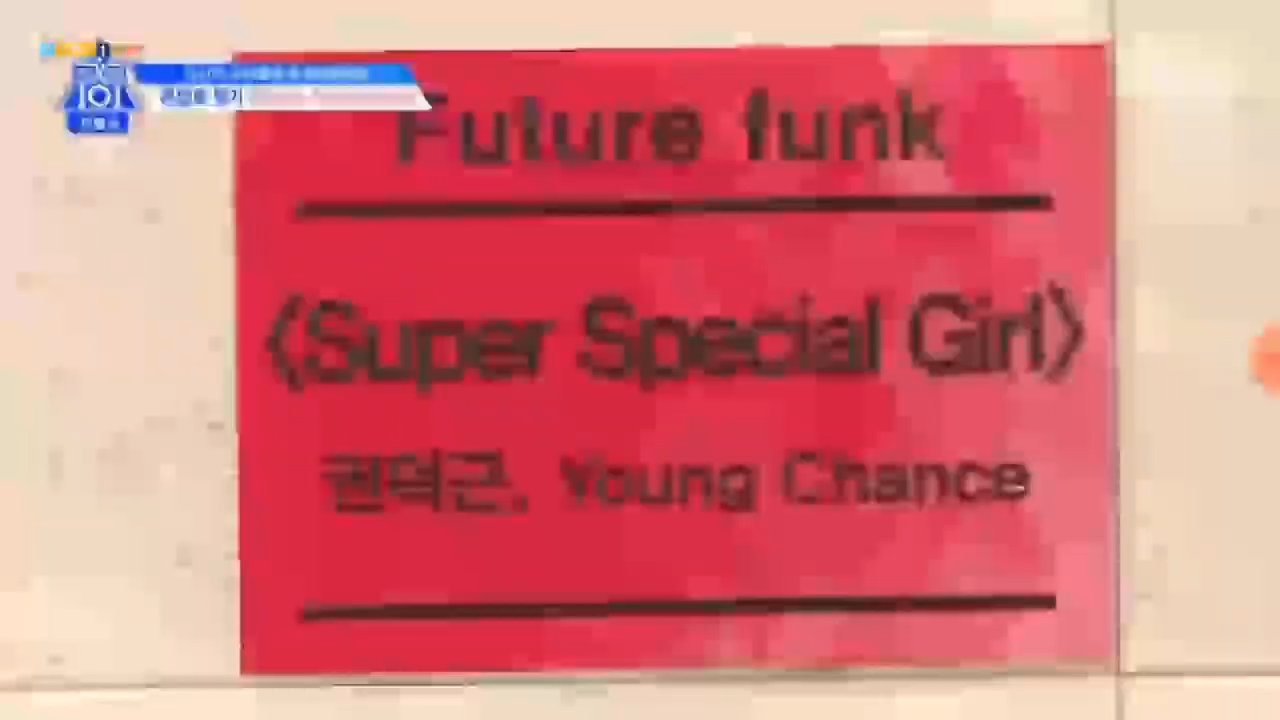 Future funk
〈Super Special Girl〉
권덕근, Young Chance